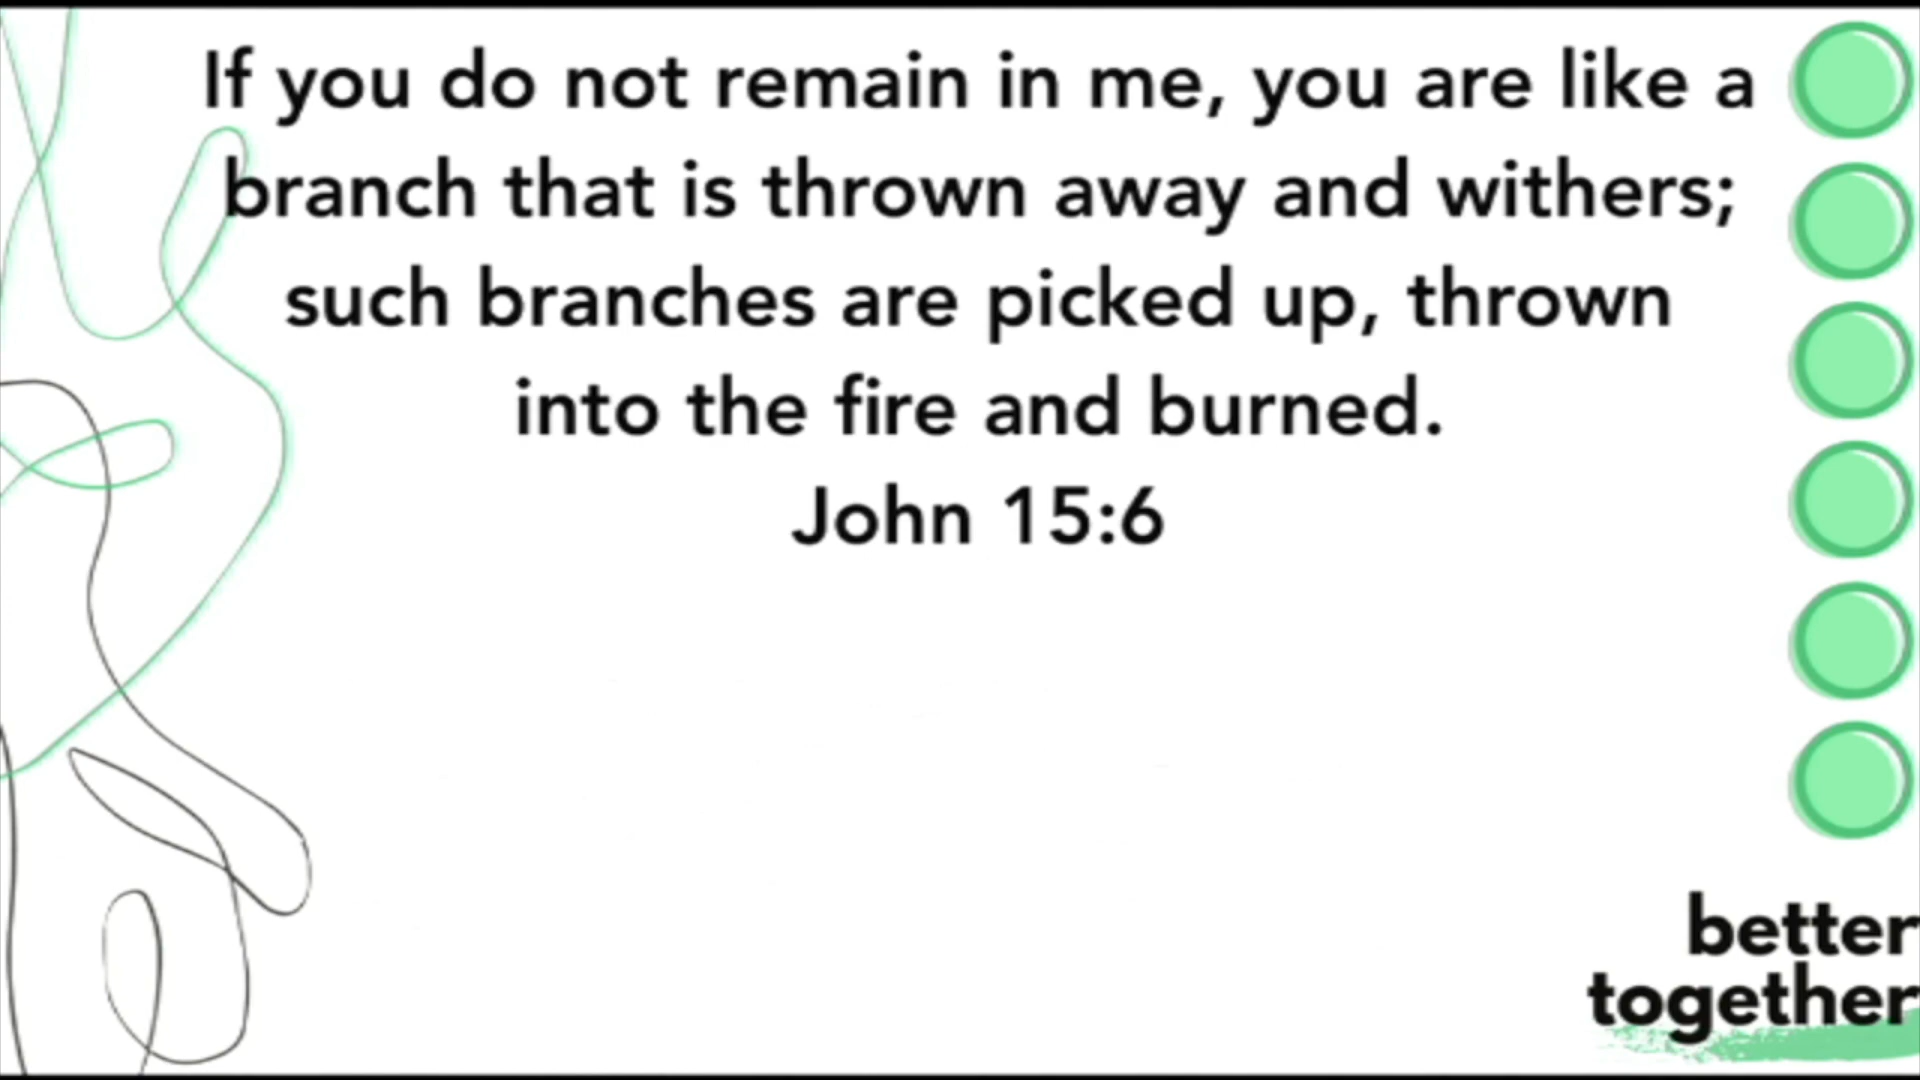 If you do not remain in me, you are like a
branch that is thrown away and withers;
such branches are picked up, thrown
into the fire and burned.
John 15:6
better
together